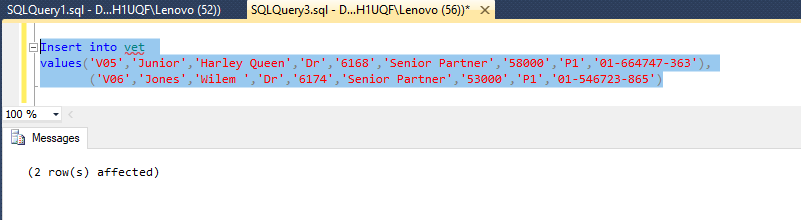 SQLQuery1.sql - D...H1UQF\Lenovo (52)) SQLQuery3.sql - D...H1UQF\Lenovo (56))* ✕
Insert into vet
values('V05','Junior','Harley Queen','Dr','6168','Senior Partner','58000','P1','01-664747-363'),
('V06','Jones','Wilem ','Dr','6174','Senior Partner','53000','P1','01-546723-865')
100 %
Messages
(2 row(s) affected)